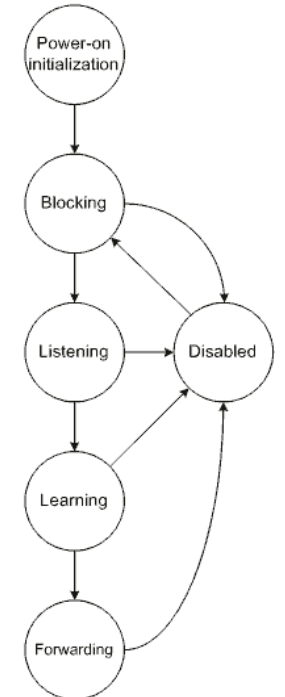 Power-on
initialization
Blocking
Listening
Disabled
Learning
Forwarding